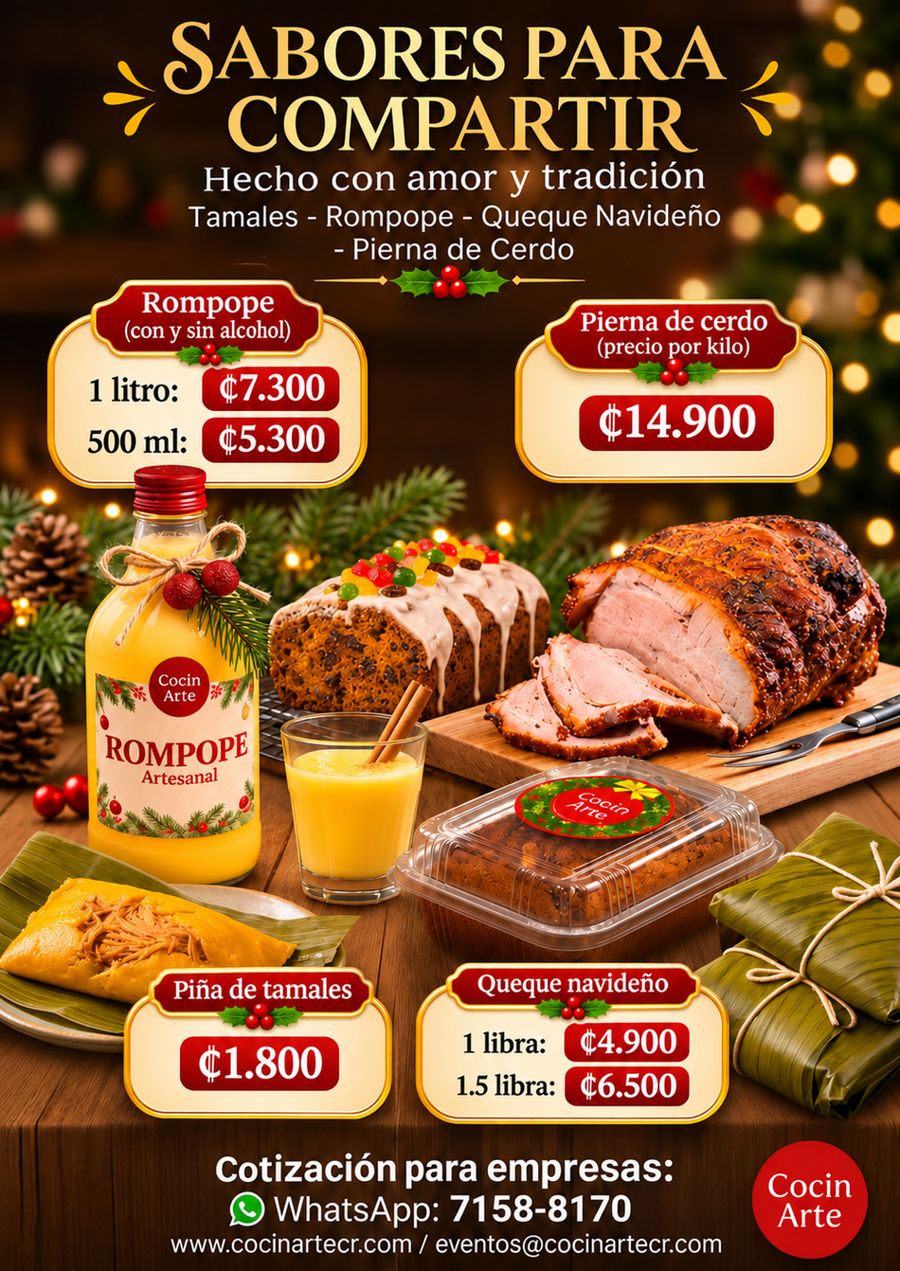 SABORES PARA
COMPARTIR
Hecho con amor y tradición
Tamales - Rompope - Queque Navideño
- Pierna de Cerdo
Rompope
(con y sin alcohol)
1 litro: ₡7.300
500 ml: ₡5.300
Pierna de cerdo
(precio por kilo)
₡14.900
Cocin
Arte
ROMPOPE
Artesanal
Cocin
Arte
Piña de tamales
₡1.800
Queque navideño
1 libra: ₡4.900
1.5 libra: ₡6.500
Cotización para empresas:
WhatsApp: 7158-8170
www.cocinartecr.com / eventos@cocinartecr.com
Cocin
Arte